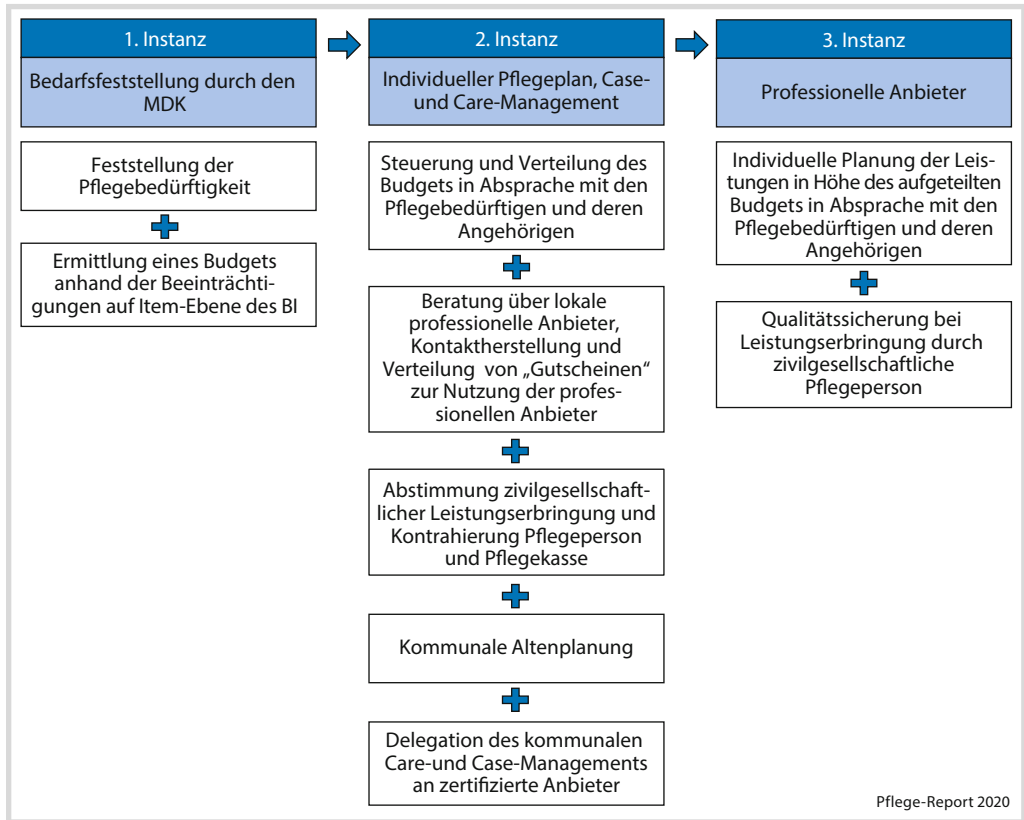 1. Instanz
Bedarfsfeststellung durch den
MDK
Feststellung der
Pflegebedürftigkeit
Ermittlung eines Budgets
anhand der Beeinträchti-
gungen auf Item-Ebene des BI
2. Instanz
Individueller Pflegeplan, Case-
und Care-Management
Steuerung und Verteilung des
Budgets in Absprache mit den
Pflegebedürftigen und deren
Angehörigen
Beratung über lokale
professionelle Anbieter,
Kontaktherstellung und
Verteilung von „Gutscheinen“
zur Nutzung der profes-
sionellen Anbieter
Abstimmung zivilgesellschaft-
licher Leistungserbringung und
Kontrahierung Pflegeperson
und Pflegekasse
Kommunale Altenplanung
Delegation des kommunalen
Care-und Case-Managements
an zertifizierte Anbieter
3. Instanz
Professionelle Anbieter
Individuelle Planung der Leis-
tungen in Höhe des aufgeteilten
Budgets in Absprache mit den
Pflegebedürftigen und deren
Angehörigen
Qualitätssicherung bei
Leistungserbringung durch
zivilgesellschaftliche
Pflegeperson
Pflege-Report 2020